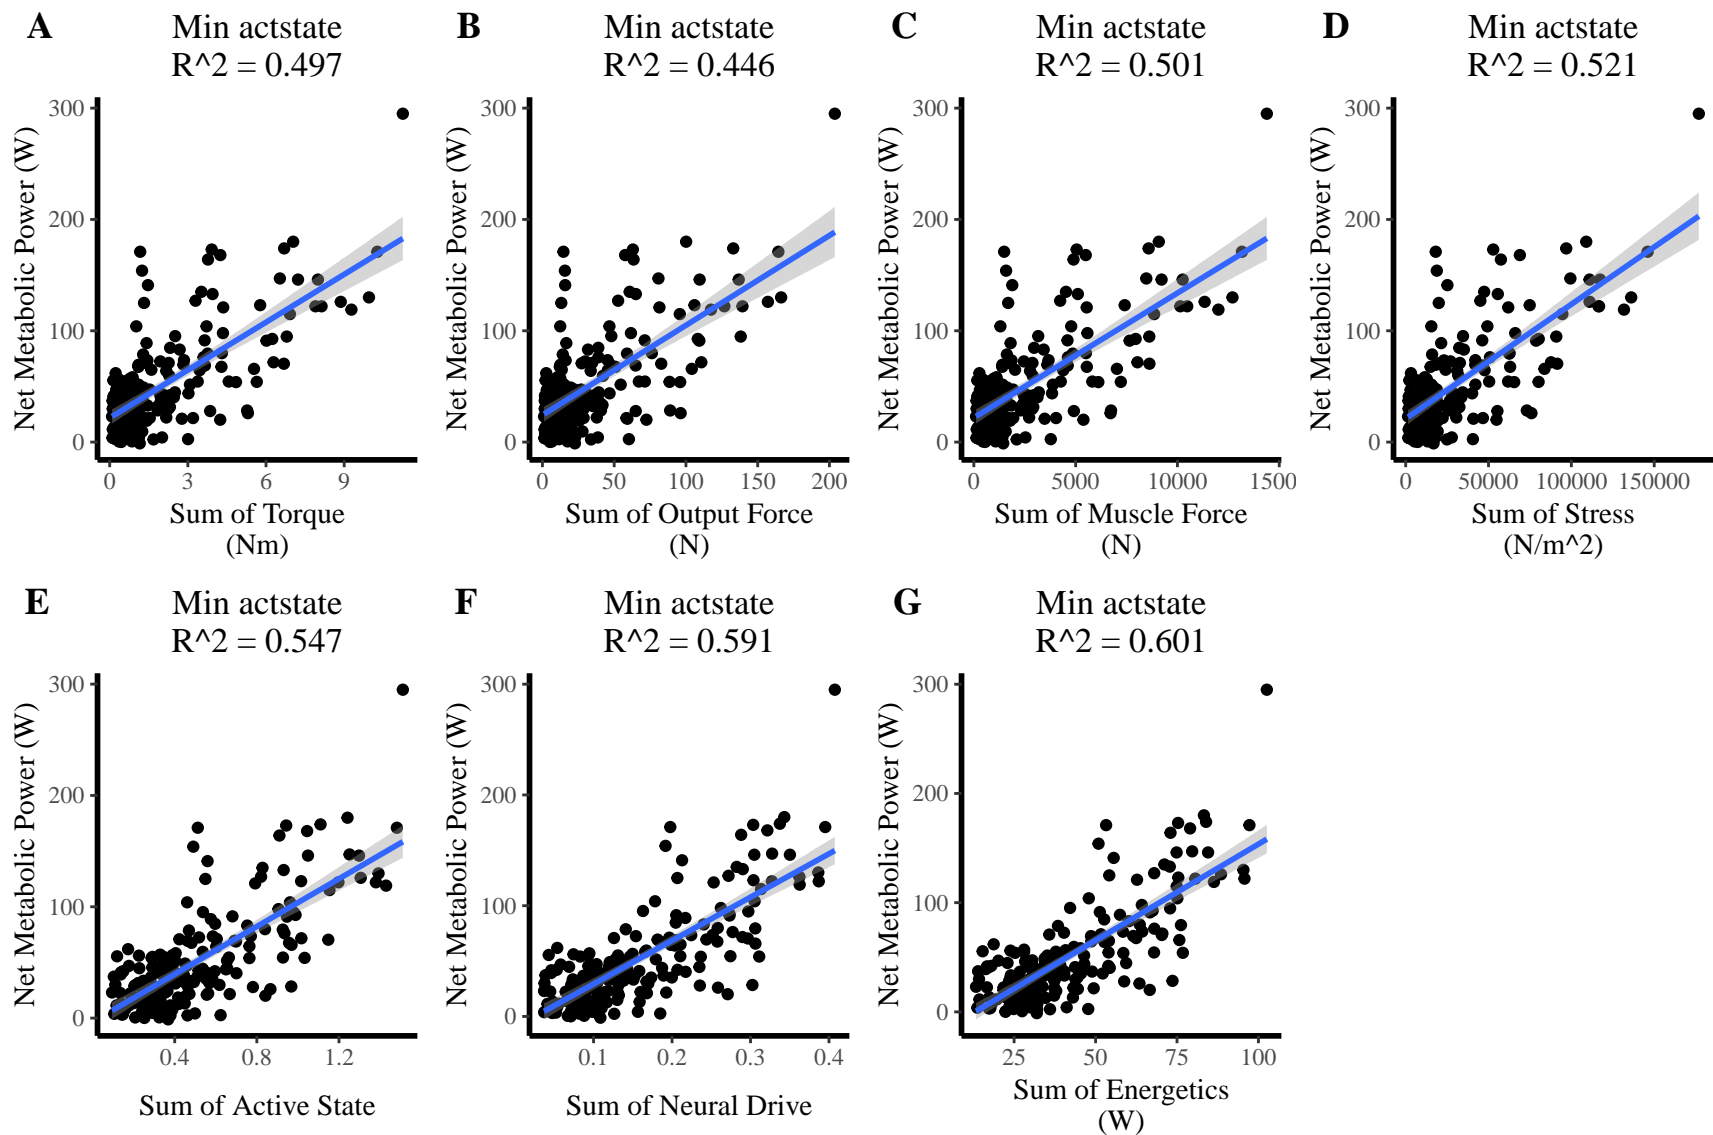 A
Min actstate
R^2 = 0.497
300
200
100
0
Net Metabolic Power (W)
0 3 6 9
Sum of Torque
(Nm)
B
Min actstate
R^2 = 0.446
300
200
100
0
Net Metabolic Power (W)
0 50 100 150 200
Sum of Output Force
(N)
C
Min actstate
R^2 = 0.501
300
200
100
0
Net Metabolic Power (W)
0 5000 10000 1500
Sum of Muscle Force
(N)
D
Min actstate
R^2 = 0.521
300
200
100
0
Net Metabolic Power (W)
0 50000 100000 150000
Sum of Stress
(N/m^2)
E
Min actstate
R^2 = 0.547
300
200
100
0
Net Metabolic Power (W)
0.4 0.8 1.2
Sum of Active State
F
Min actstate
R^2 = 0.591
300
200
100
0
Net Metabolic Power (W)
0.1 0.2 0.3 0.4
Sum of Neural Drive
G
Min actstate
R^2 = 0.601
300
200
100
0
Net Metabolic Power (W)
25 50 75 100
Sum of Energetics
(W)